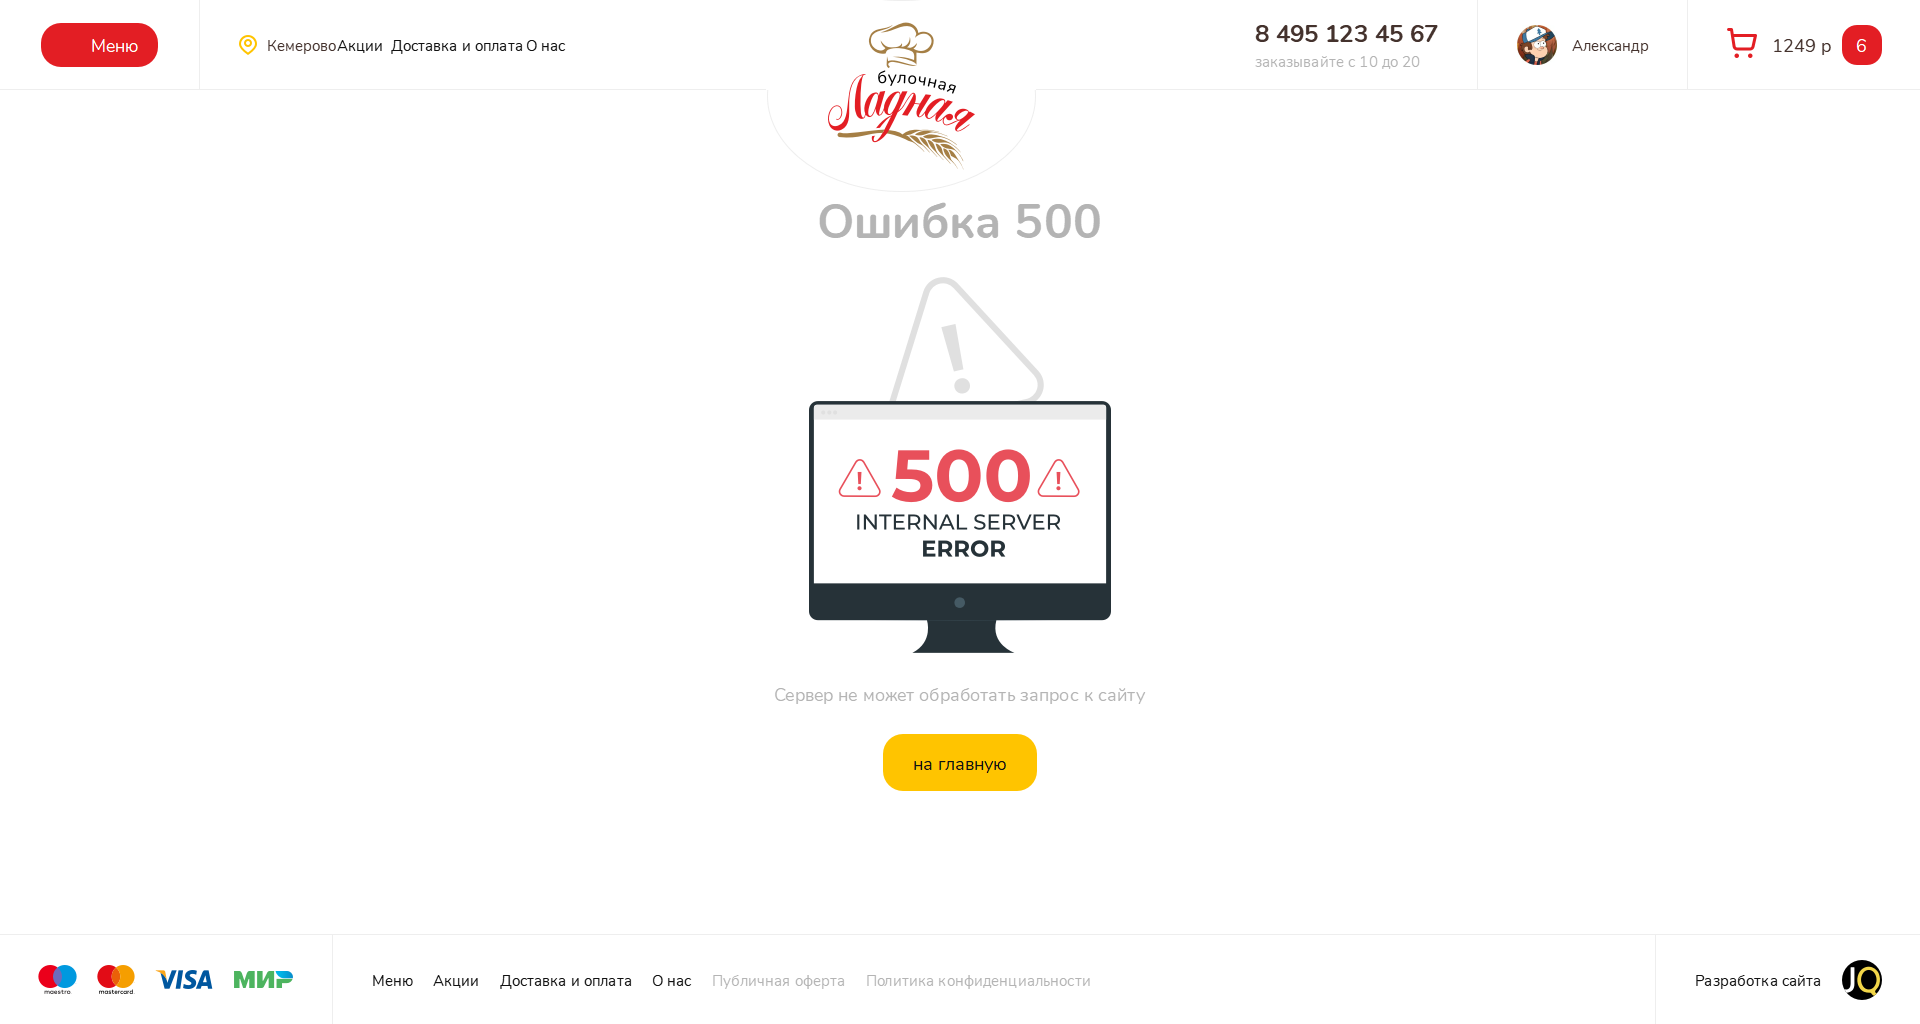 Меню
Кемерово Акции Доставка и оплата О нас
булочная
Ладная
8 495 123 45 67
заказывайте с 10 до 20
Александр
1249 р 6
Ошибка 500
500
INTERNAL SERVER
ERROR
Сервер не может обработать запрос к сайту
на главную
maestro mastercard. VISA МИР
Меню Акции Доставка и оплата О нас Публичная оферта Политика конфиденциальности
Разработка сайта JQ